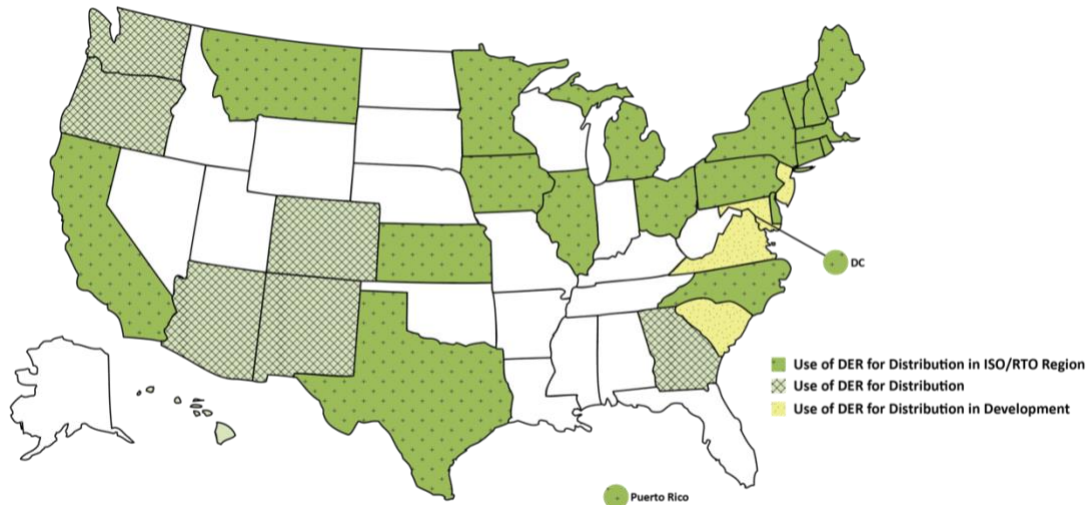 DC
Use of DER for Distribution in ISO/RTO Region
Use of DER for Distribution
Use of DER for Distribution in Development
Puerto Rico